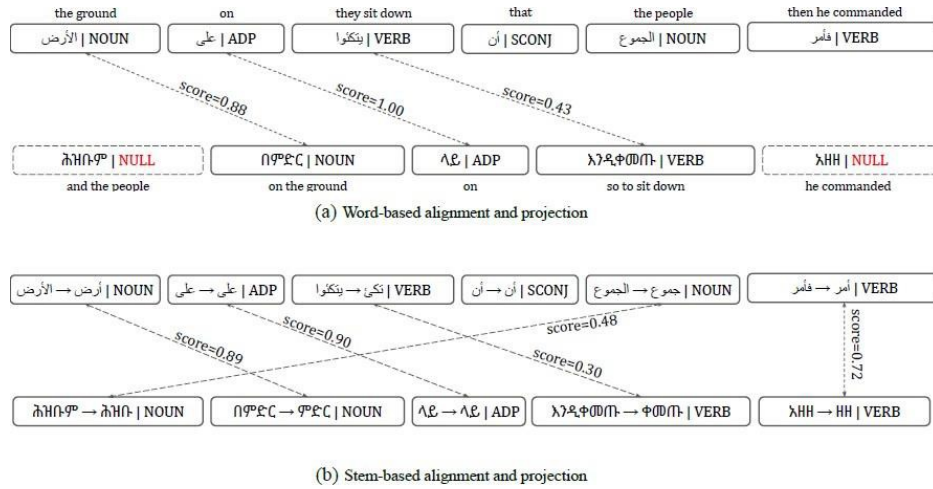 the ground on they sit down that the people then he commanded
الأرض | NOUN على | ADP يتكئوا | VERB أن | SCONJ الجموع | NOUN فأمر | VERB
score=0.88 score=1.00 score=0.43
ሕዝቡም | NULL በምድር | NOUN ላይ | ADP እንዲቀመጡ | VERB አዘዘ | NULL
and the people on the ground on so to sit down he commanded
(a) Word-based alignment and projection
الأرض → أرض | NOUN على → على | ADP يتكئوا → تكئ | VERB أن → أن | SCONJ الجموع → جموع | NOUN فأمر → أمر | VERB
score=0.89 score=0.90 score=0.30 score=0.48 score=0.72
ሕዝቡም → ሕዝቡ | NOUN በምድር → ምድር | NOUN ላይ → ላይ | ADP እንዲቀመጡ → ቀመጡ | VERB አዘዘ → ዘዘ | VERB
(b) Stem-based alignment and projection